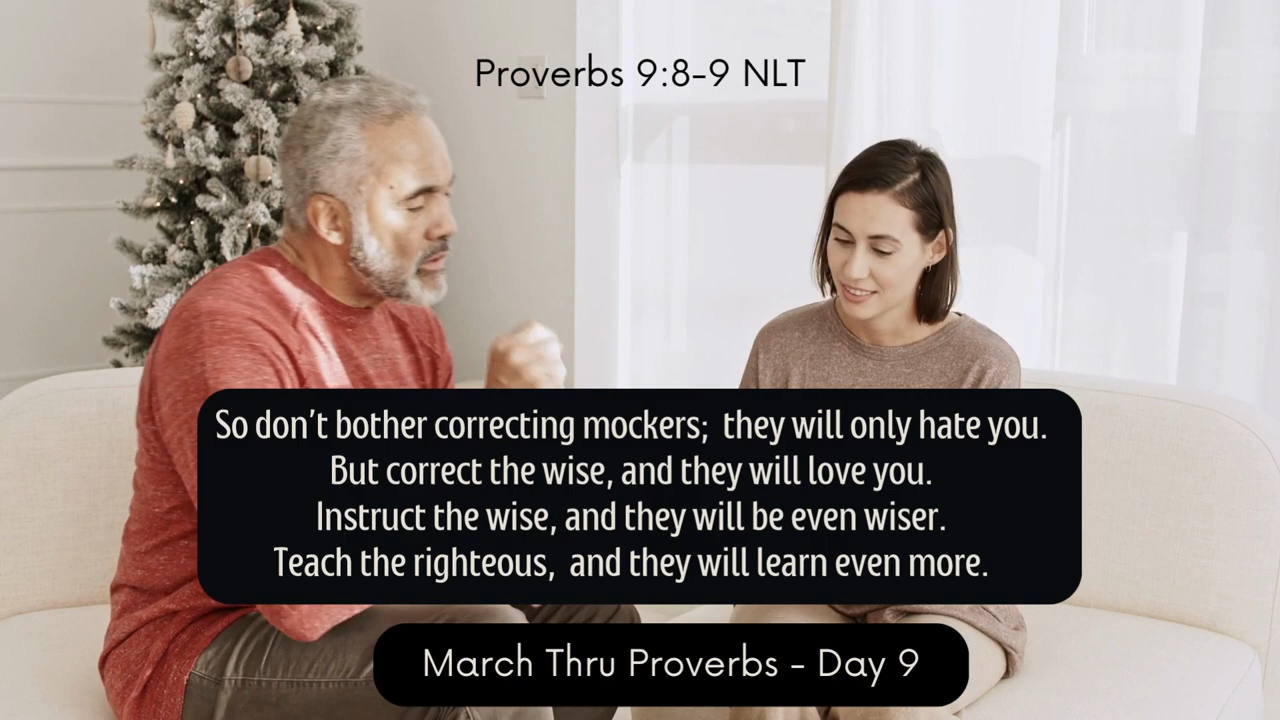 Proverbs 9:8-9 NLT
So don't bother correcting mockers;  they will only hate you.
But correct the wise, and they will love you.
Instruct the wise, and they will be even wiser.
Teach the righteous,  and they will learn even more.
March Thru Proverbs - Day 9